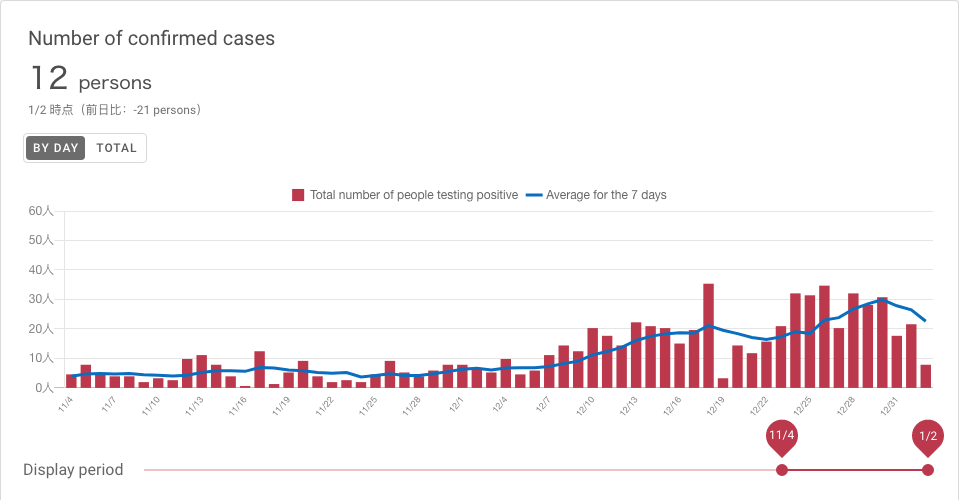 Number of confirmed cases
12 persons
1/2 時点（前日比：-21 persons）
BY DAY TOTAL
Total number of people testing positive Average for the 7 days
60人
50人
40人
30人
20人
10人
0人
11/4 11/7 11/10 11/13 11/16 11/19 11/22 11/25 11/28 12/1 12/4 12/7 12/10 12/13 12/16 12/19 12/22 12/25 12/28 12/31
11/4 1/2
Display period